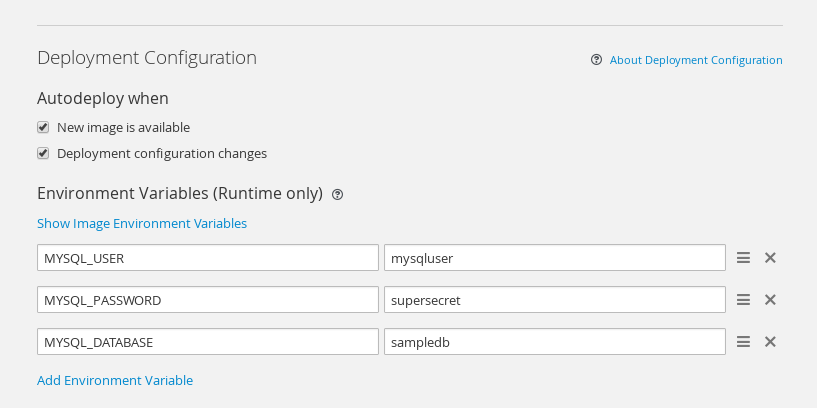 Deployment Configuration
About Deployment Configuration
Autodeploy when
New image is available
Deployment configuration changes
Environment Variables (Runtime only)
Show Image Environment Variables
MYSQL_USER mysqluser
MYSQL_PASSWORD supersecret
MYSQL_DATABASE sampledb
Add Environment Variable